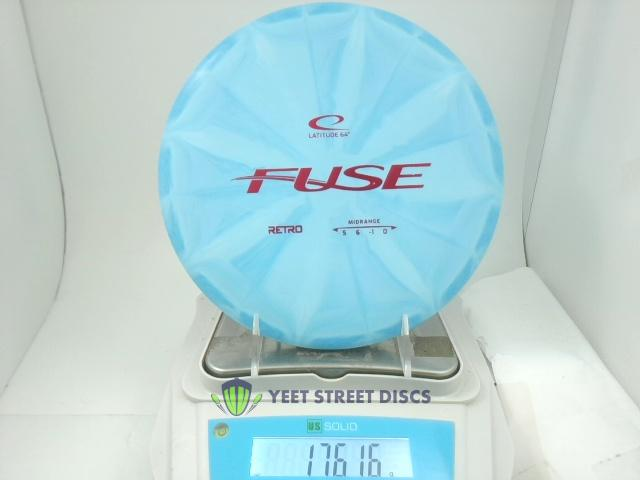 LATITUDE 64°
FUSE
RETRO
MIDRANGE
5 6 -1 0
YEET STREET DISCS
US SOLID
176.16 g